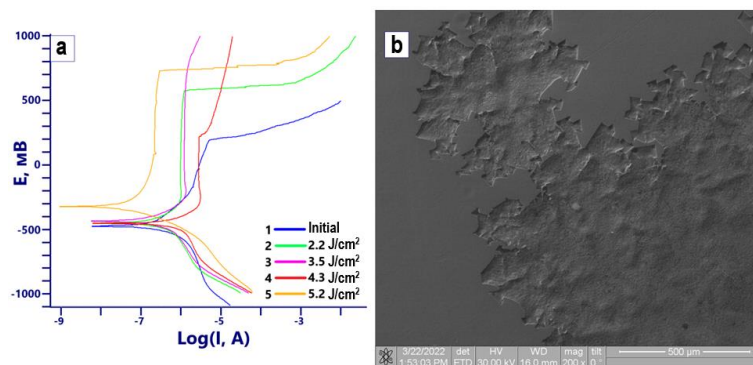 a
1000
500
0
-500
-1000
E, мВ
-9
-7
-5
-3
Log(I, A)
1 Initial
2 2.2 J/cm²
3 3.5 J/cm²
4 4.3 J/cm²
5 5.2 J/cm²
b
3/22/2022 det HV WD mag tilt
1:53:03 PM ETD 30.00 kV 16.0 mm 200 x 0 °
500 µm